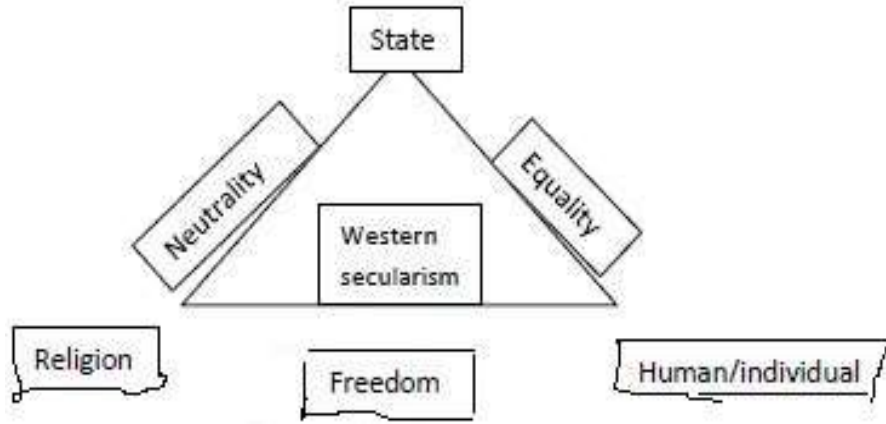 State
Neutrality
Equality
Western
secularism
Religion
Freedom
Human/individual